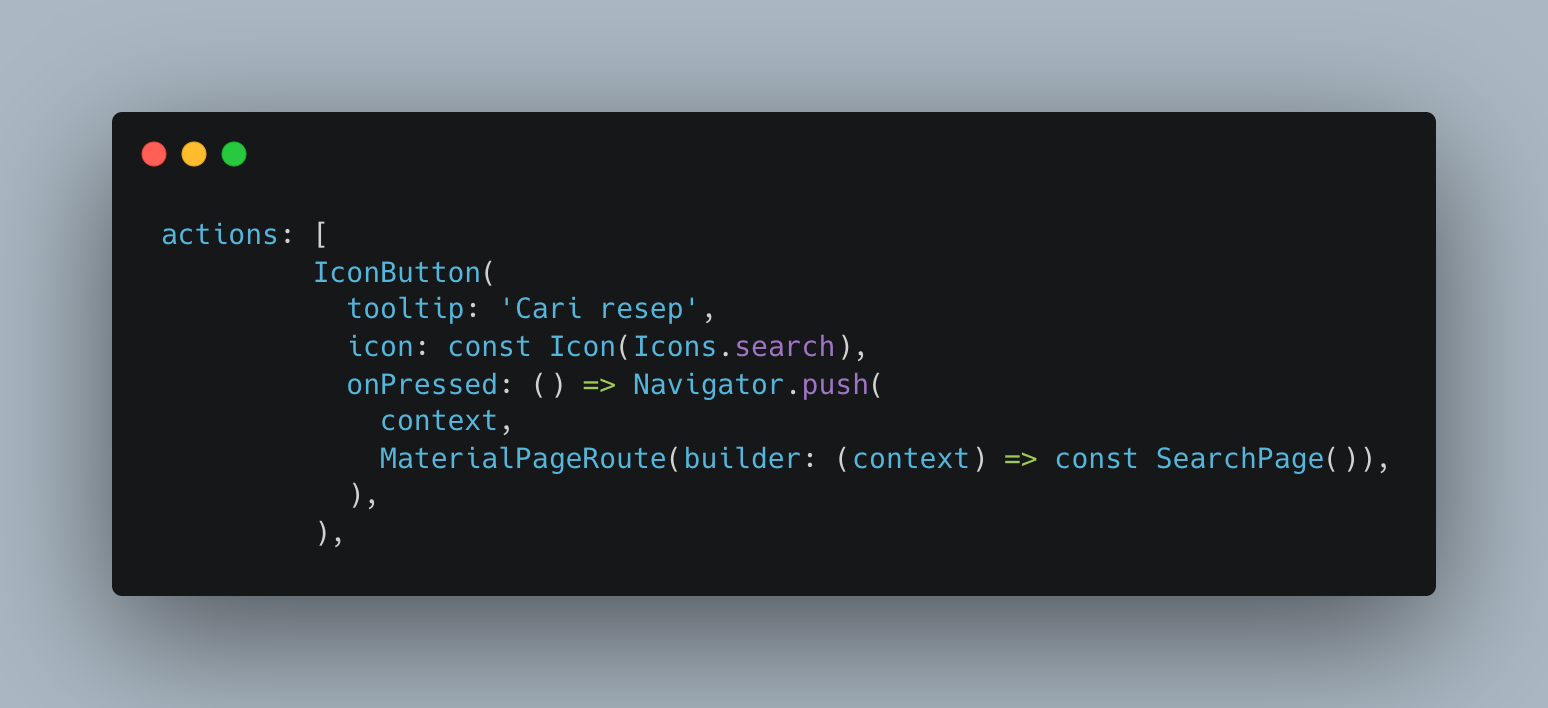 actions: [
IconButton(
tooltip: 'Cari resep',
icon: const Icon(Icons.search),
onPressed: () => Navigator.push(
context,
MaterialPageRoute(builder: (context) => const SearchPage()),
),
),